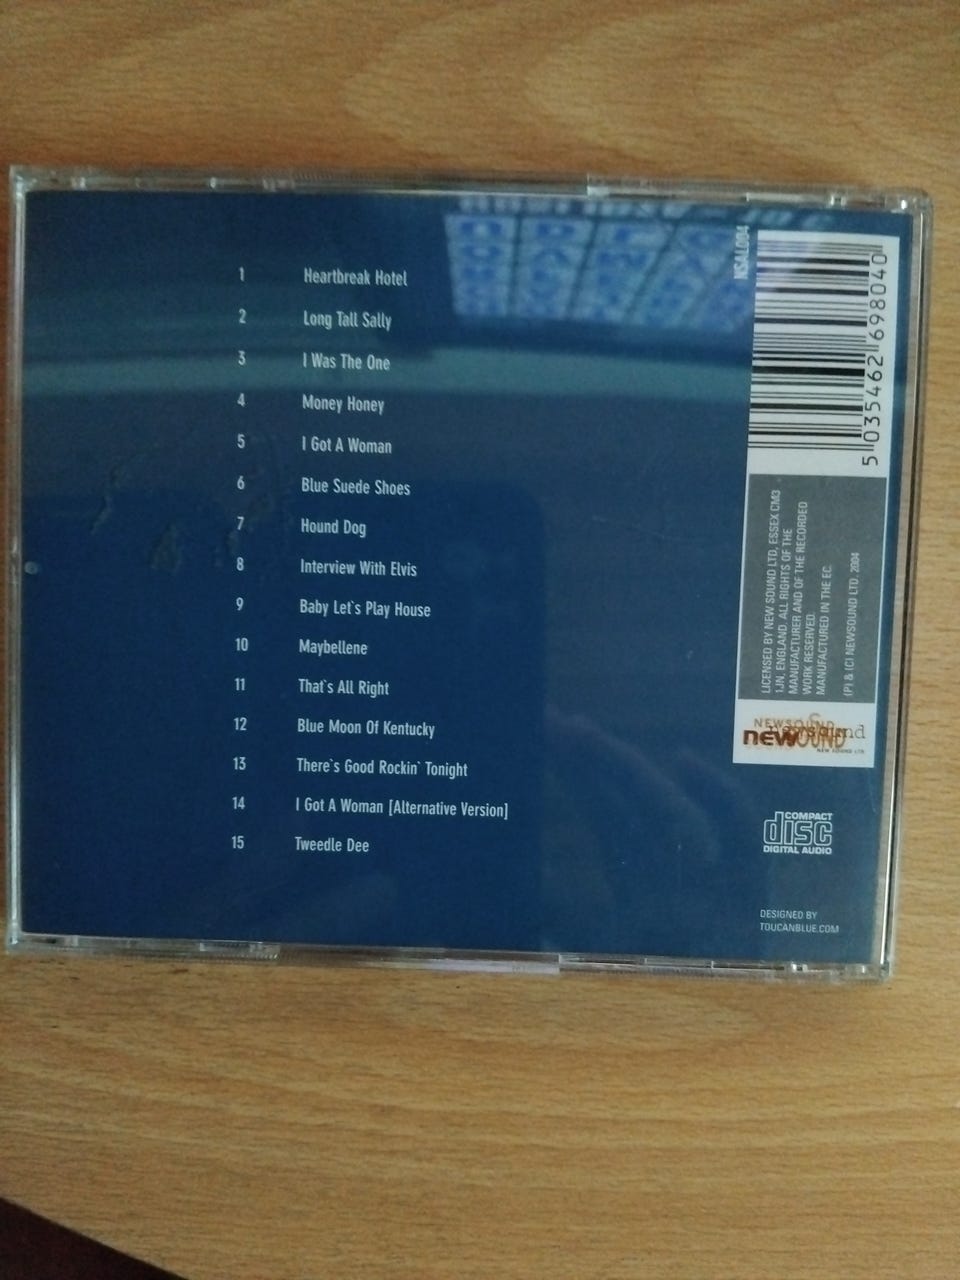 1 Heartbreak Hotel
2 Long Tall Sally
3 I Was The One
4 Money Honey
5 I Got A Woman
6 Blue Suede Shoes
7 Hound Dog
8 Interview With Elvis
9 Baby Let`s Play House
10 Maybellene
11 That`s All Right
12 Blue Moon Of Kentucky
13 There`s Good Rockin` Tonight
14 I Got A Woman [Alternative Version]
15 Tweedle Dee
NSAL004
5 035462 698040
LICENSED BY NEW SOUND LTD, ESSEX CM3
1JN, ENGLAND. ALL RIGHTS OF THE
MANUFACTURER AND OF THE RECORDED
WORK RESERVED.
MANUFACTURED IN THE EC.
(P) & (C) NEWSOUND LTD. 2004
NEWSOUND
new SOUND
NEW SOUND LTD
COMPACT
disc
DIGITAL AUDIO
DESIGNED BY
TOUCANBLUE.COM